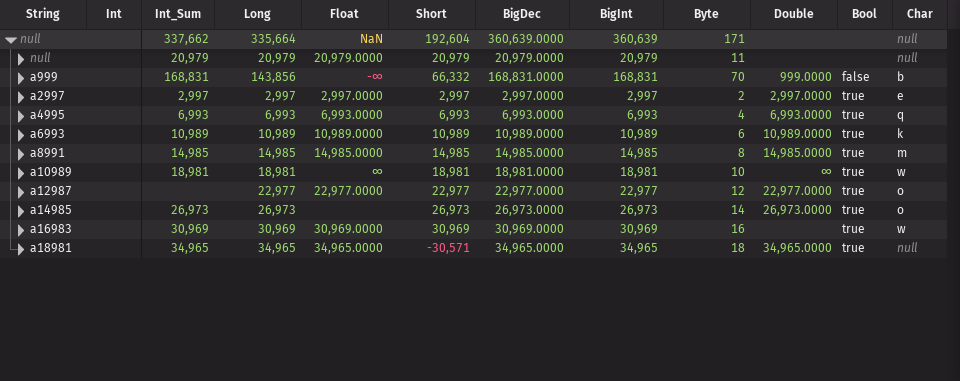 String Int Int_Sum Long Float Short BigDec BigInt Byte Double Bool Char
null 337,662 335,664 NaN 192,604 360,639.0000 360,639 171 null
null 20,979 20,979 20,979.0000 20,979 20,979.0000 20,979 11 null
a999 168,831 143,856 -∞ 66,332 168,831.0000 168,831 70 999.0000 false b
a2997 2,997 2,997 2,997.0000 2,997 2,997.0000 2,997 2 2,997.0000 true e
a4995 6,993 6,993 6,993.0000 6,993 6,993.0000 6,993 4 6,993.0000 true q
a6993 10,989 10,989 10,989.0000 10,989 10,989.0000 10,989 6 10,989.0000 true k
a8991 14,985 14,985 14,985.0000 14,985 14,985.0000 14,985 8 14,985.0000 true m
a10989 18,981 18,981 ∞ 18,981 18,981.0000 18,981 10 ∞ true w
a12987 22,977 22,977.0000 22,977 22,977.0000 22,977 12 22,977.0000 true o
a14985 26,973 26,973 26,973 26,973.0000 26,973 14 26,973.0000 true o
a16983 30,969 30,969 30,969.0000 30,969 30,969.0000 30,969 16 true w
a18981 34,965 34,965 34,965.0000 -30,571 34,965.0000 34,965 18 34,965.0000 true null